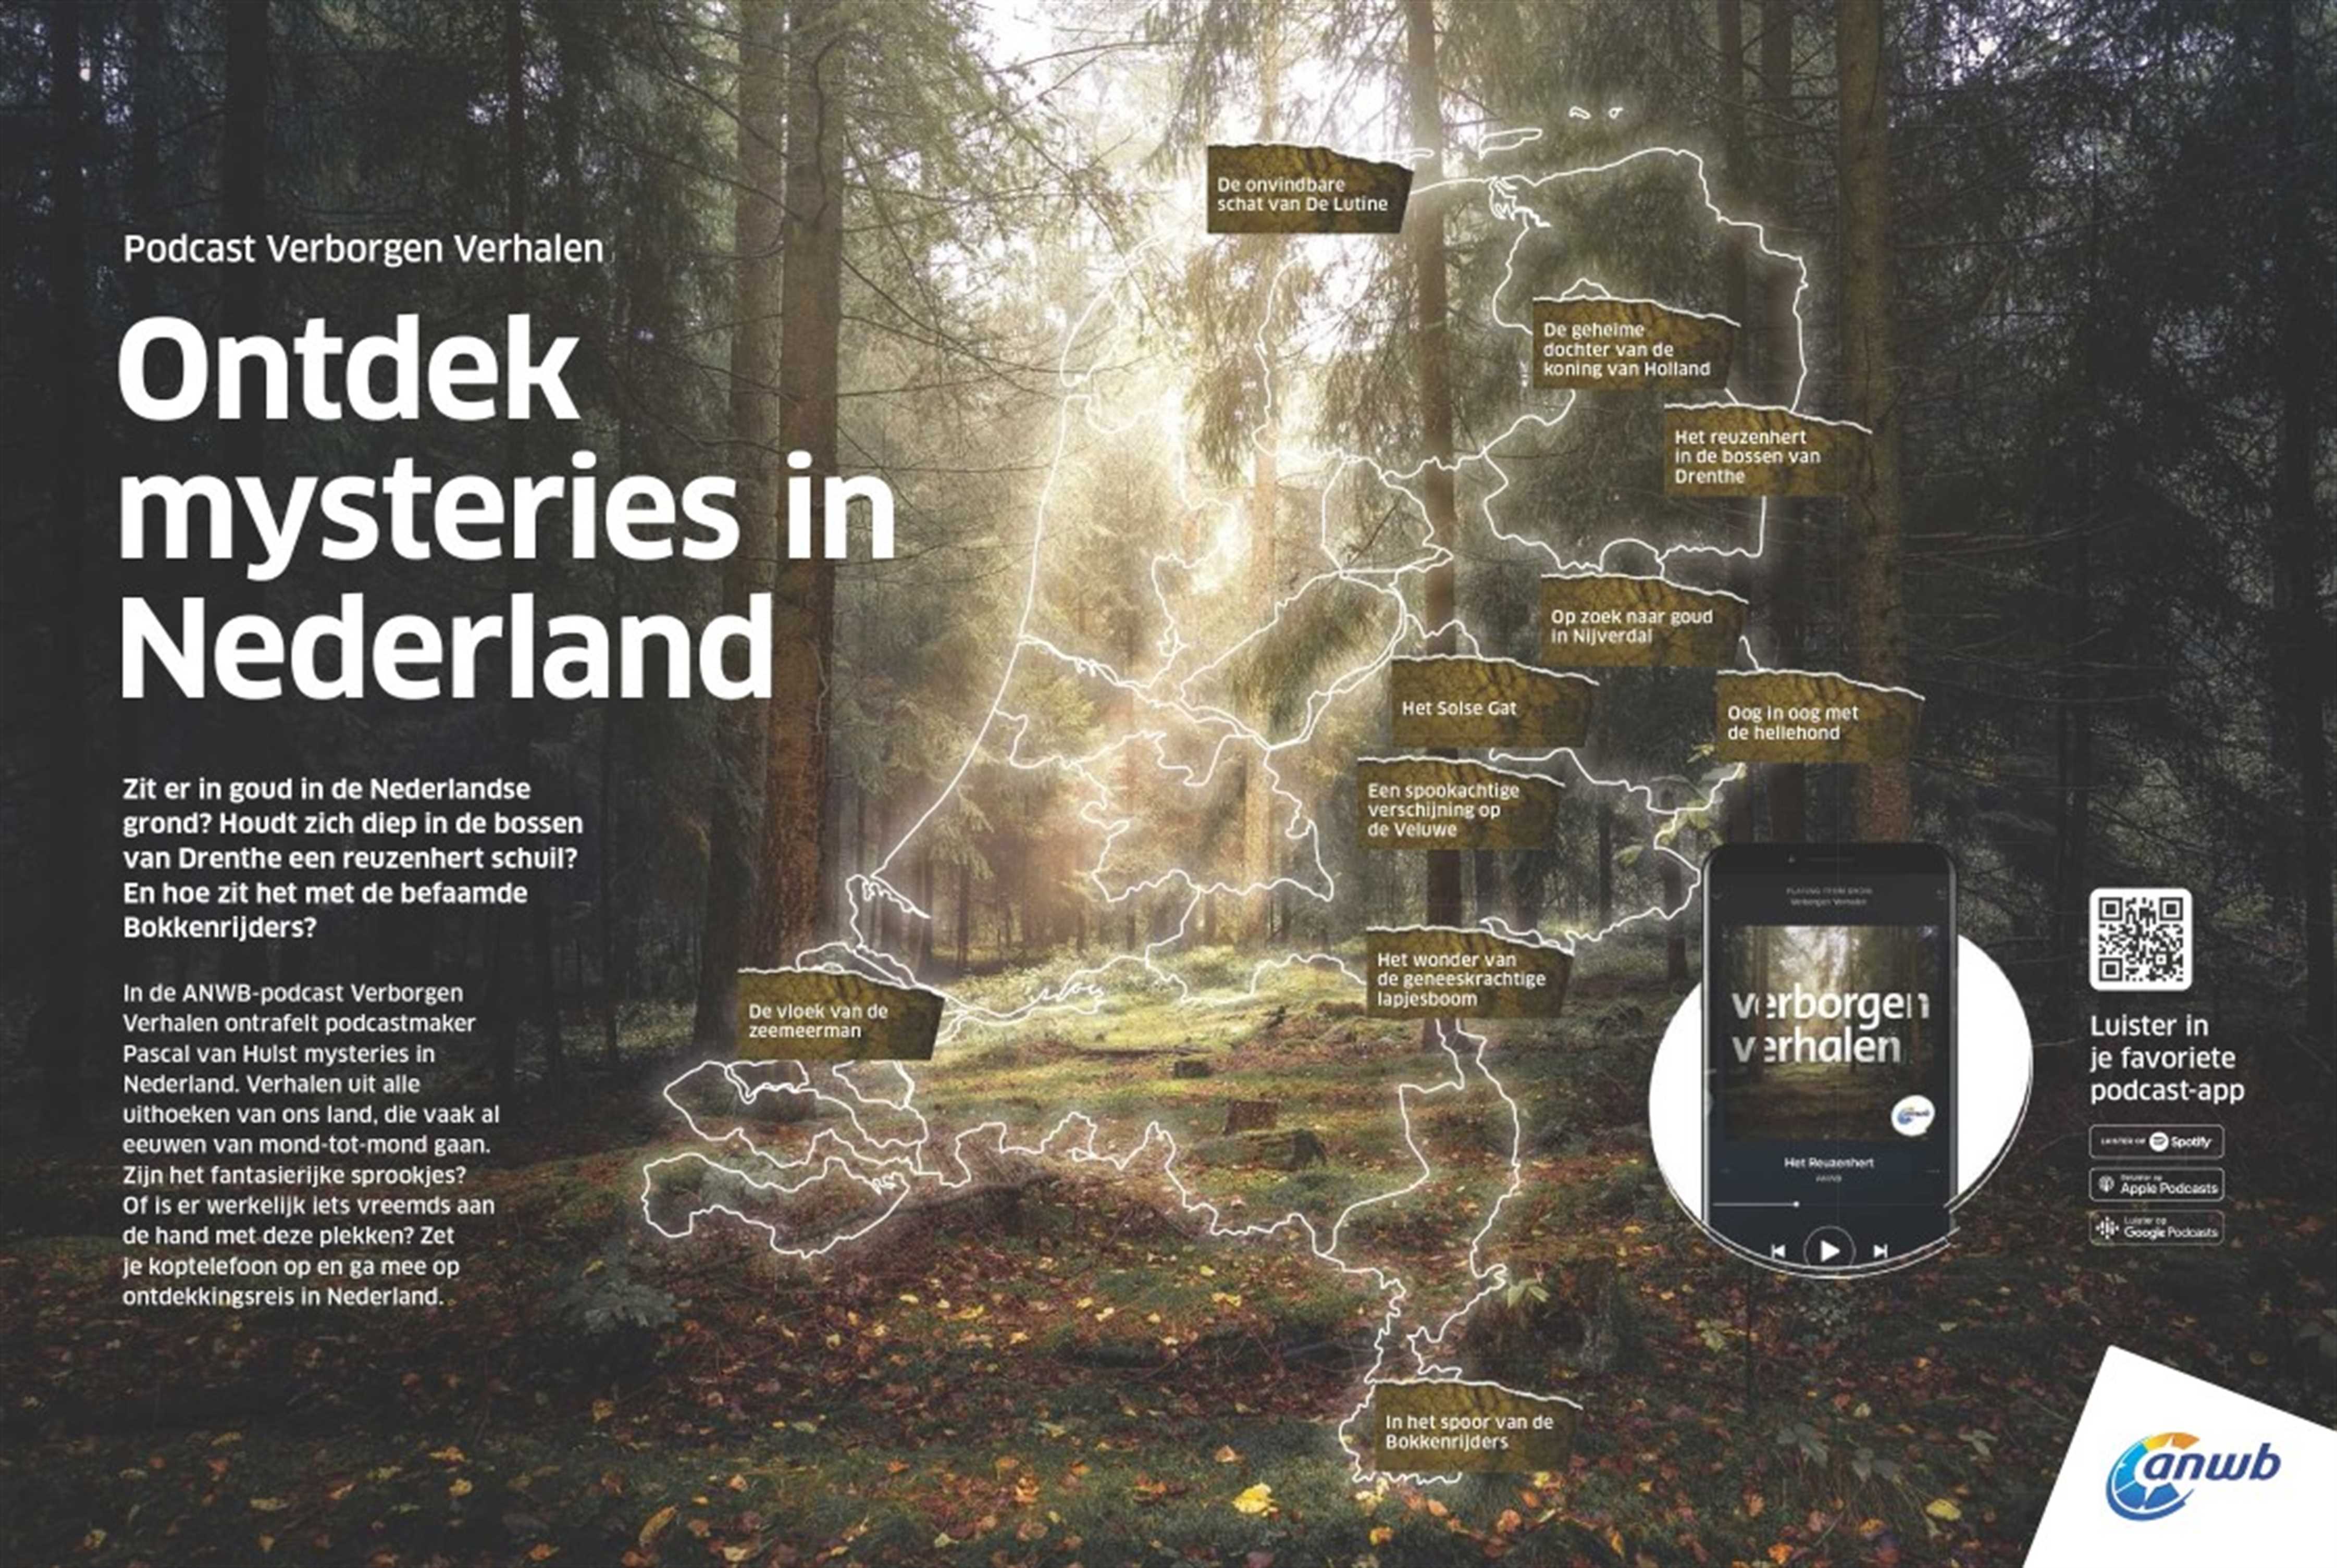 Podcast Verborgen Verhalen
Ontdek
mysteries in
Nederland
Zit er in goud in de Nederlandse
grond? Houdt zich diep in de bossen
van Drenthe een reuzenhert schuil?
En hoe zit het met de befaamde
Bokkenrijders?
In de ANWB-podcast Verborgen
Verhalen ontrafelt podcastmaker
Pascal van Hulst mysteries in
Nederland. Verhalen uit alle
uithoeken van ons land, die vaak al
eeuwen van mond-tot-mond gaan.
Zijn het fantasierijke sprookjes?
Of is er werkelijk iets vreemds aan
de hand met deze plekken? Zet
je koptelefoon op en ga mee op
ontdekkingsreis in Nederland.
De onvindbare
schat van De Lutine
De geheime
dochter van de
koning van Holland
Het reuzenhert
in de bossen van
Drenthe
Op zoek naar goud
in Nijverdal
Het Solse Gat
Oog in oog met
de hellehond
Een spookachtige
verschijning op
de Veluwe
Het wonder van
de geneeskrachtige
lapjesboom
De vloek van de
zeemeerman
In het spoor van de
Bokkenrijders
Verborgen Verhalen
verborgen
verhalen
anwb
Het Reuzenhert
ANWB
Luister in
je favoriete
podcast-app
LUISTER OP Spotify
Luister op
Apple Podcasts
Luister op
Google Podcasts
anwb